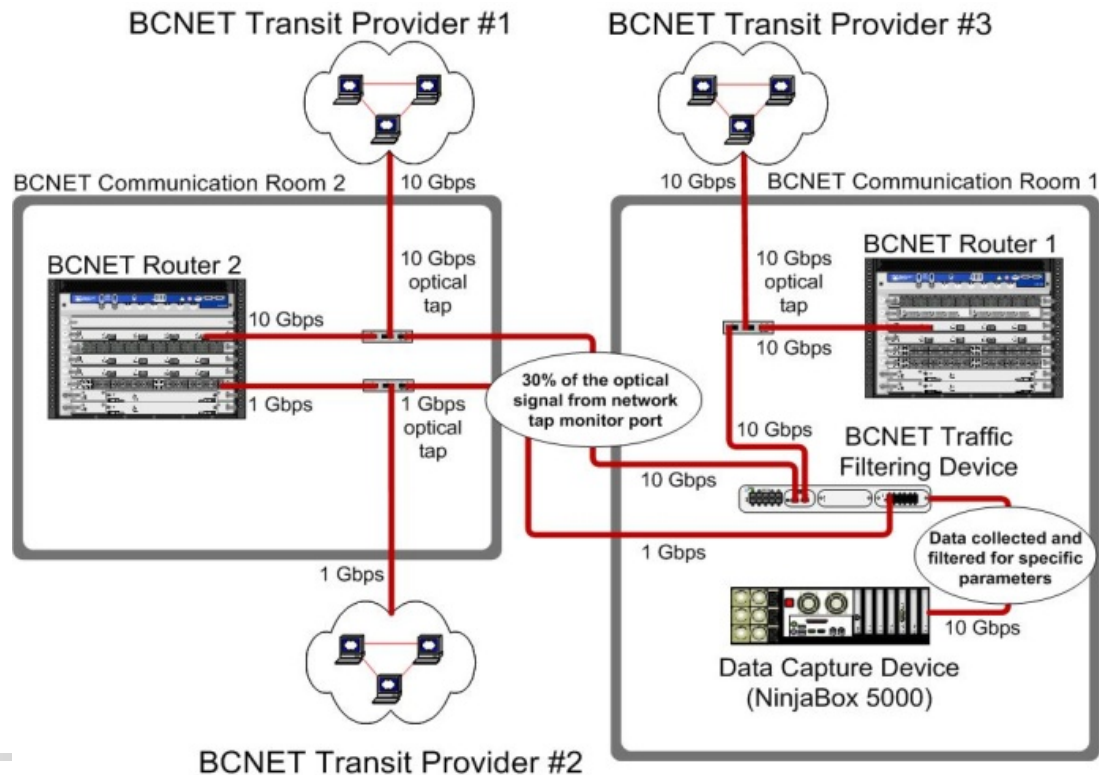 BCNET Transit Provider #1
BCNET Transit Provider #3
BCNET Communication Room 2
10 Gbps
10 Gbps
BCNET Communication Room 1
BCNET Router 2
10 Gbps
optical
tap
10 Gbps
1 Gbps
1 Gbps
optical
tap
30% of the optical
signal from network
tap monitor port
10 Gbps
optical
tap
BCNET Router 1
10 Gbps
10 Gbps
BCNET Traffic
Filtering Device
10 Gbps
1 Gbps
Data collected and
filtered for specific
parameters
10 Gbps
Data Capture Device
(NinjaBox 5000)
1 Gbps
BCNET Transit Provider #2